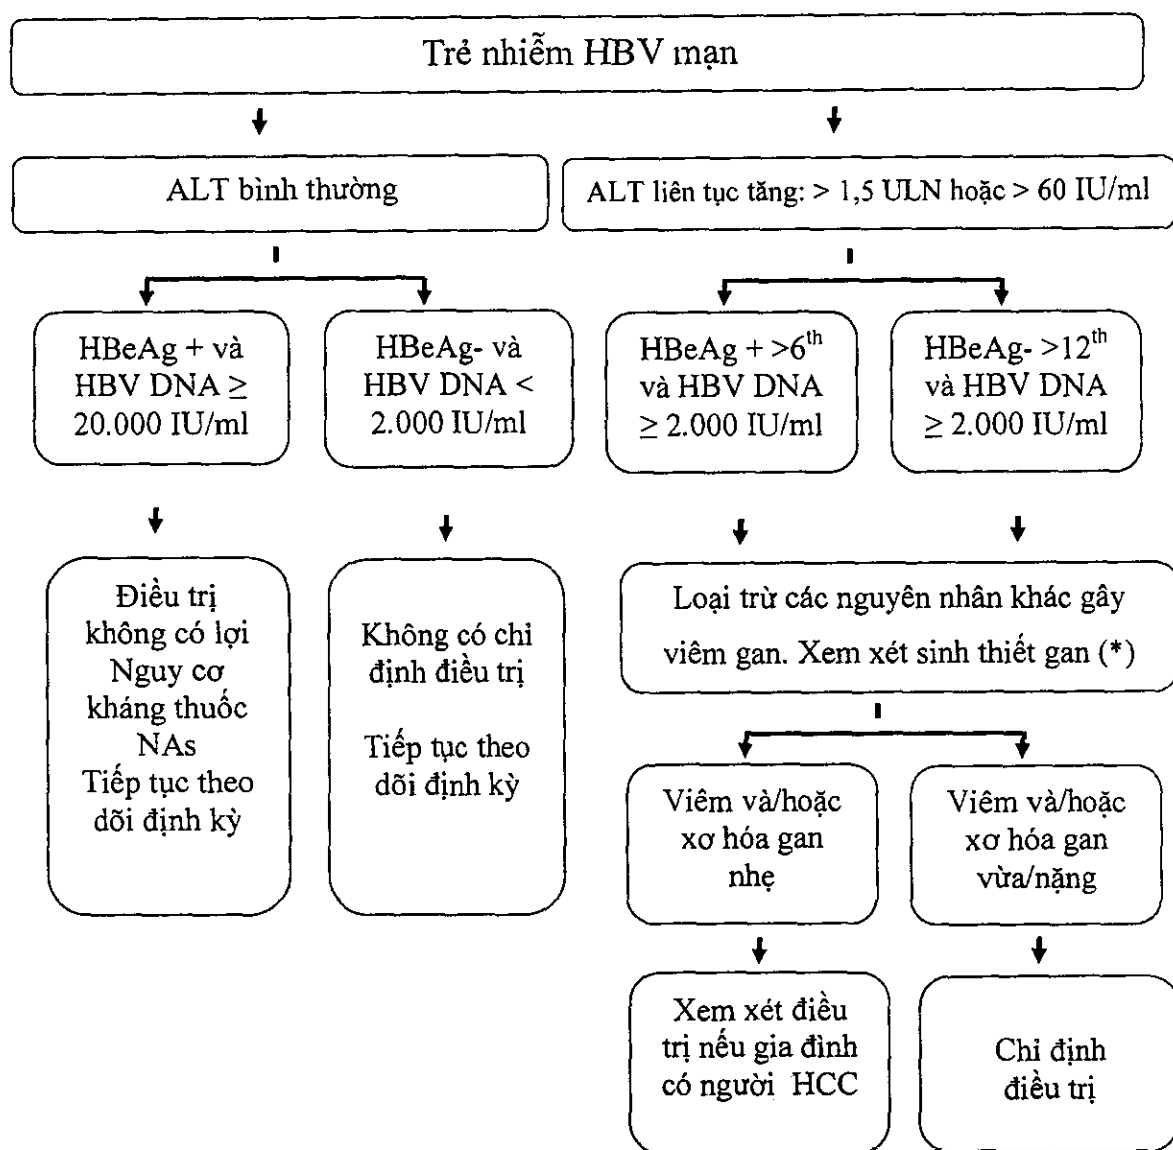 Trẻ nhiễm HBV mạn
ALT bình thường
ALT liên tục tăng: > 1,5 ULN hoặc > 60 IU/ml
HBeAg + và
HBV DNA ≥
20.000 IU/ml
HBeAg- và
HBV DNA <
2.000 IU/ml
HBeAg + >6th
và HBV DNA
≥ 2.000 IU/ml
HBeAg- >12th
và HBV DNA
≥ 2.000 IU/ml
Điều trị
không có lợi
Nguy cơ
kháng thuốc
NAs
Tiếp tục theo
dõi định kỳ
Không có chỉ
định điều trị
Tiếp tục theo
dõi định kỳ
Loại trừ các nguyên nhân khác gây
viêm gan. Xem xét sinh thiết gan (*)
Viêm và/hoặc
xơ hóa gan
nhẹ
Viêm và/hoặc
xơ hóa gan
vừa/nặng
Xem xét điều
trị nếu gia đình
có người HCC
Chỉ định
điều trị